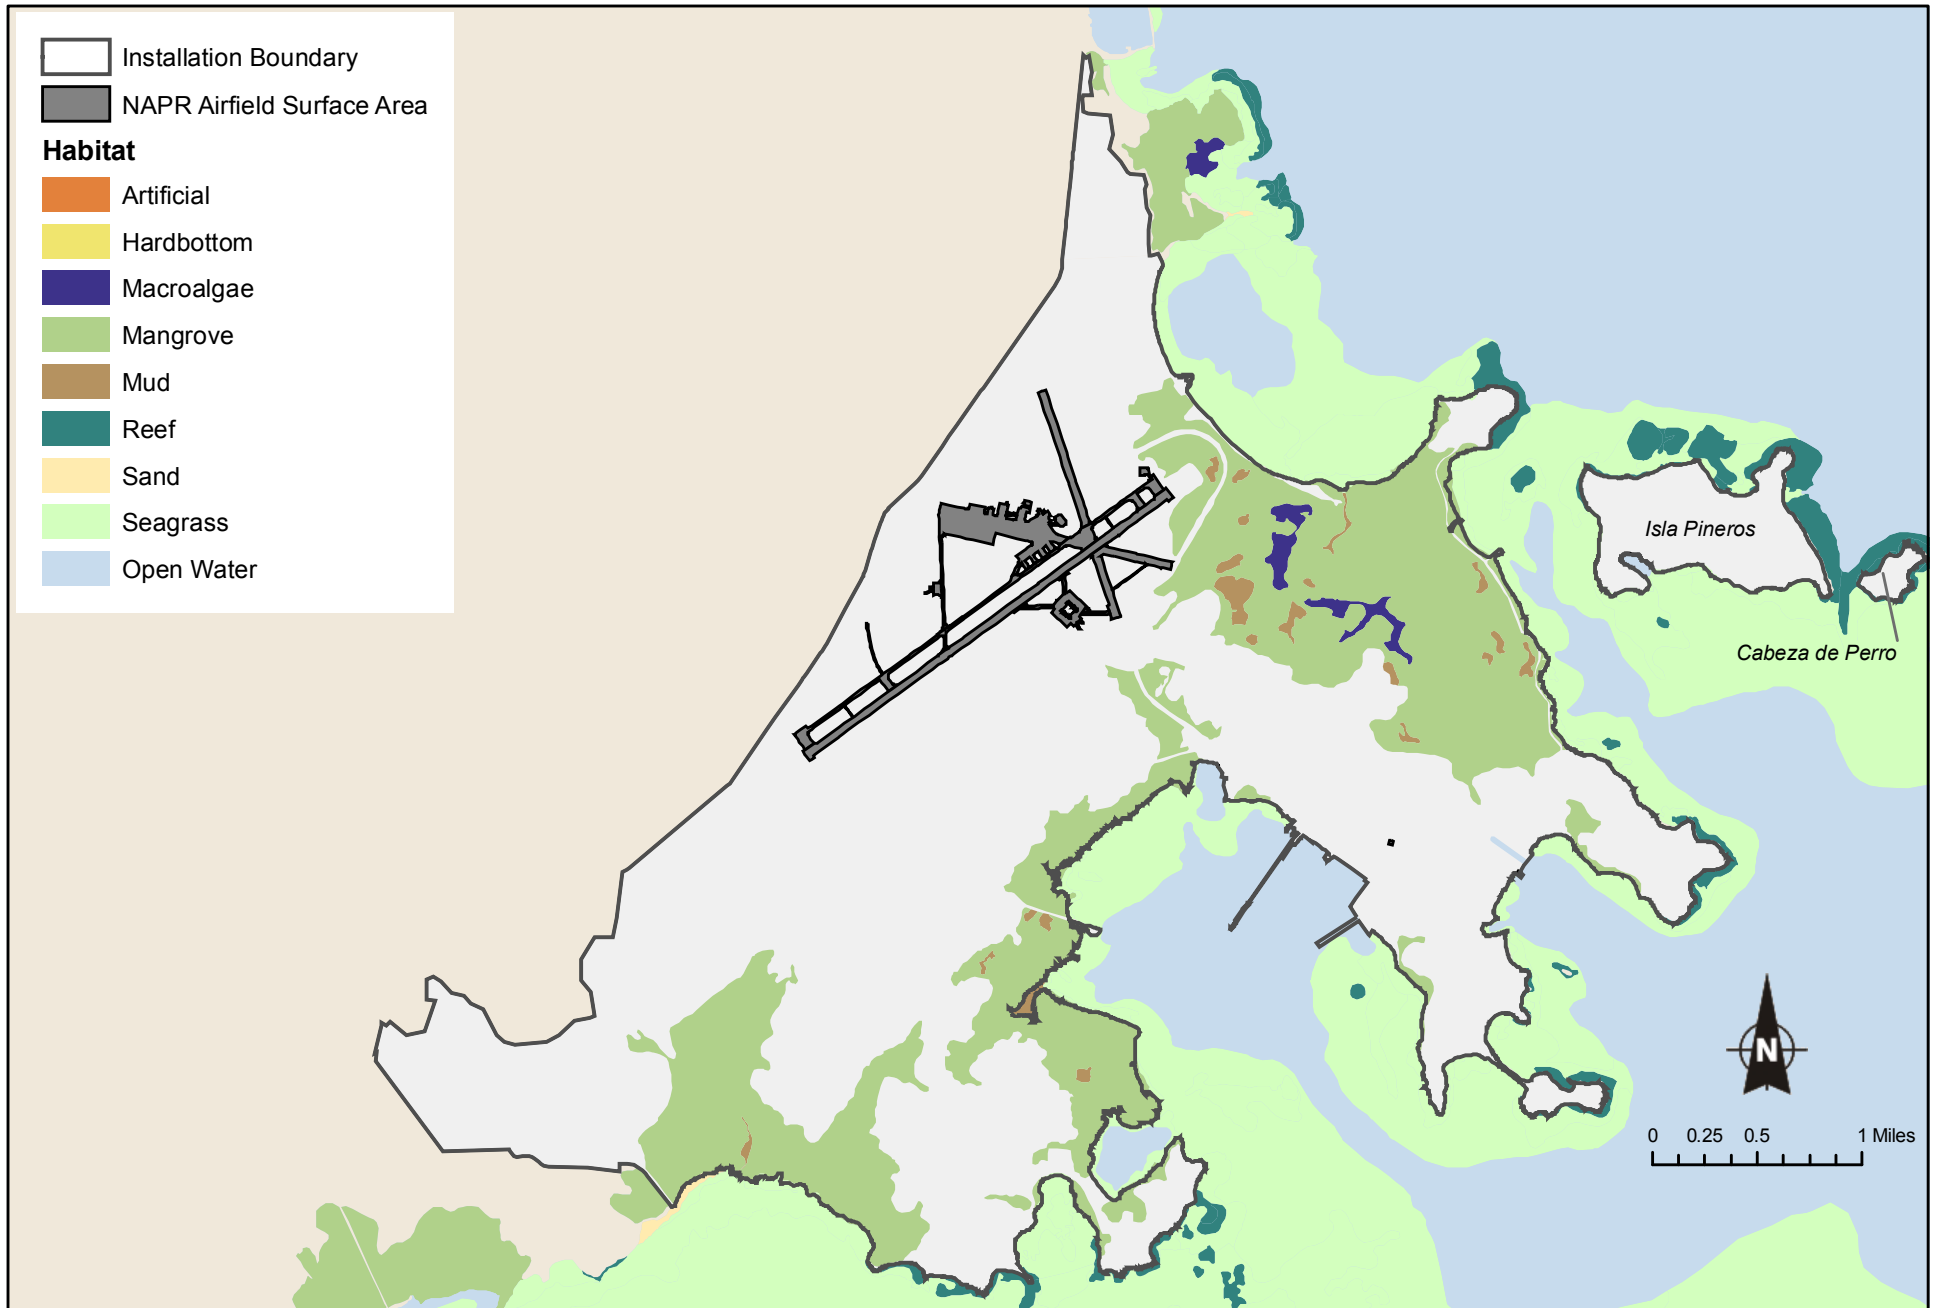 Installation Boundary
NAPR Airfield Surface Area
Habitat
Artificial
Hardbottom
Macroalgae
Mangrove
Mud
Reef
Sand
Seagrass
Open Water
Isla Pineros
Cabeza de Perro
N
0 0.25 0.5 1 Miles